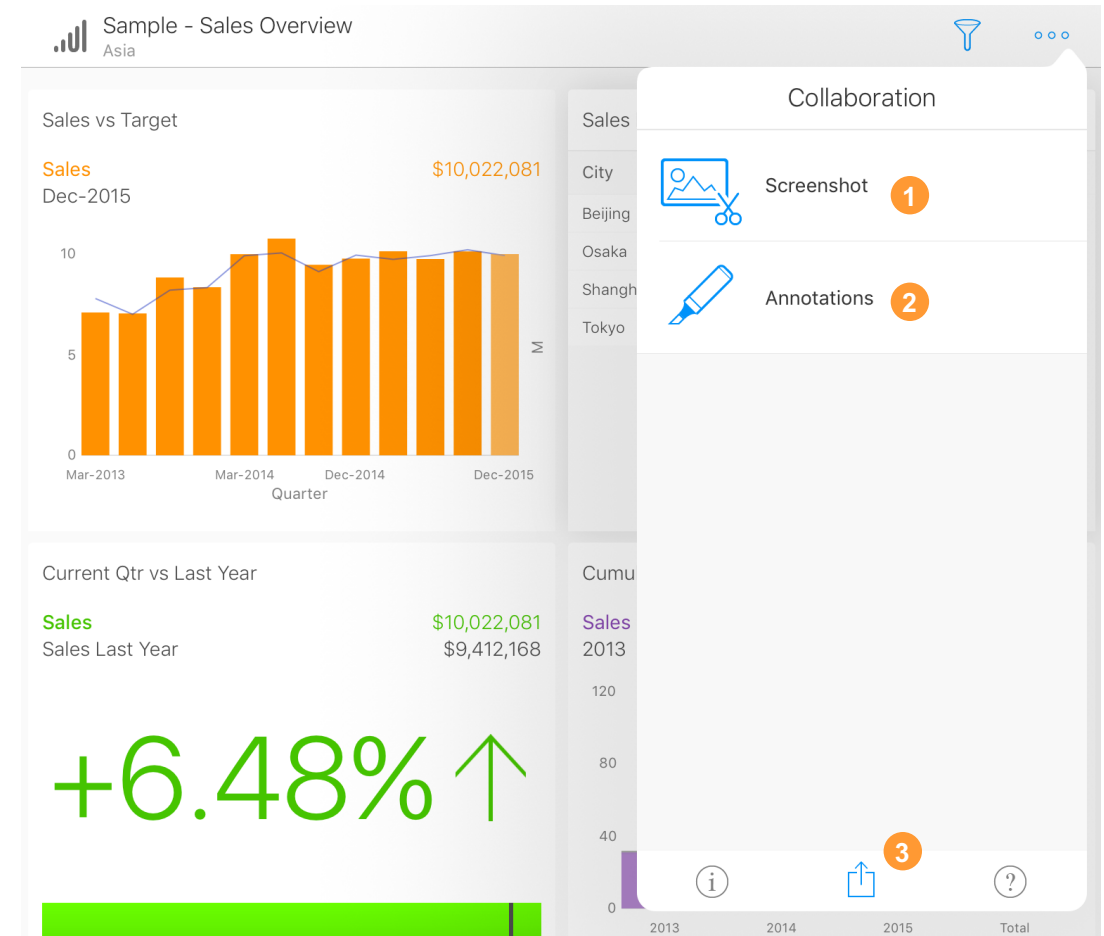 Sample - Sales Overview
Asia
Sales vs Target
Sales $10,022,081
Dec-2015
10
5
0
M
Mar-2013 Mar-2014 Dec-2014 Dec-2015
Quarter
Sales
City
Beijing
Osaka
Shangh
Tokyo
Collaboration
Screenshot 1
Annotations 2
3
i ?
Current Qtr vs Last Year
Sales $10,022,081
Sales Last Year $9,412,168
+6.48%
Cumu
Sales
2013
120
80
40
0
2013 2014 2015 Total